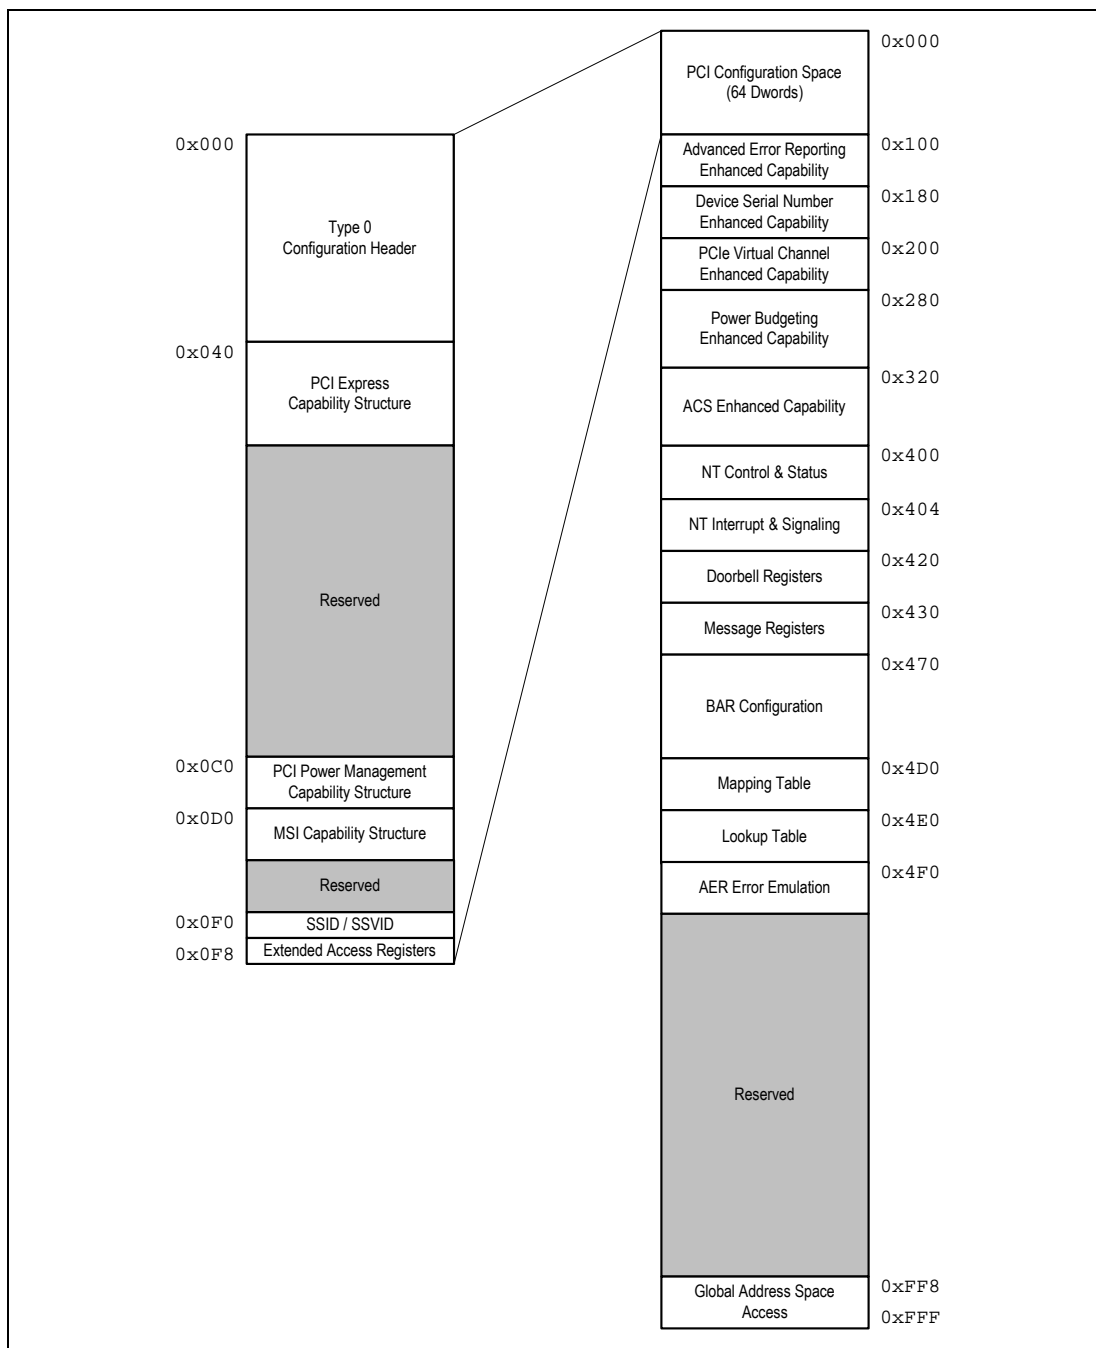 0x000
Type 0
Configuration Header
0x040
PCI Express
Capability Structure
Reserved
0x0C0
PCI Power Management
Capability Structure
0x0D0
MSI Capability Structure
Reserved
0x0F0
SSID / SSVID
0x0F8
Extended Access Registers
0x000
PCI Configuration Space
(64 Dwords)
0x100
Advanced Error Reporting
Enhanced Capability
0x180
Device Serial Number
Enhanced Capability
0x200
PCIe Virtual Channel
Enhanced Capability
0x280
Power Budgeting
Enhanced Capability
0x320
ACS Enhanced Capability
0x400
NT Control & Status
0x404
NT Interrupt & Signaling
0x420
Doorbell Registers
0x430
Message Registers
0x470
BAR Configuration
0x4D0
Mapping Table
0x4E0
Lookup Table
0x4F0
AER Error Emulation
Reserved
0xFF8
Global Address Space
Access
0xFFF